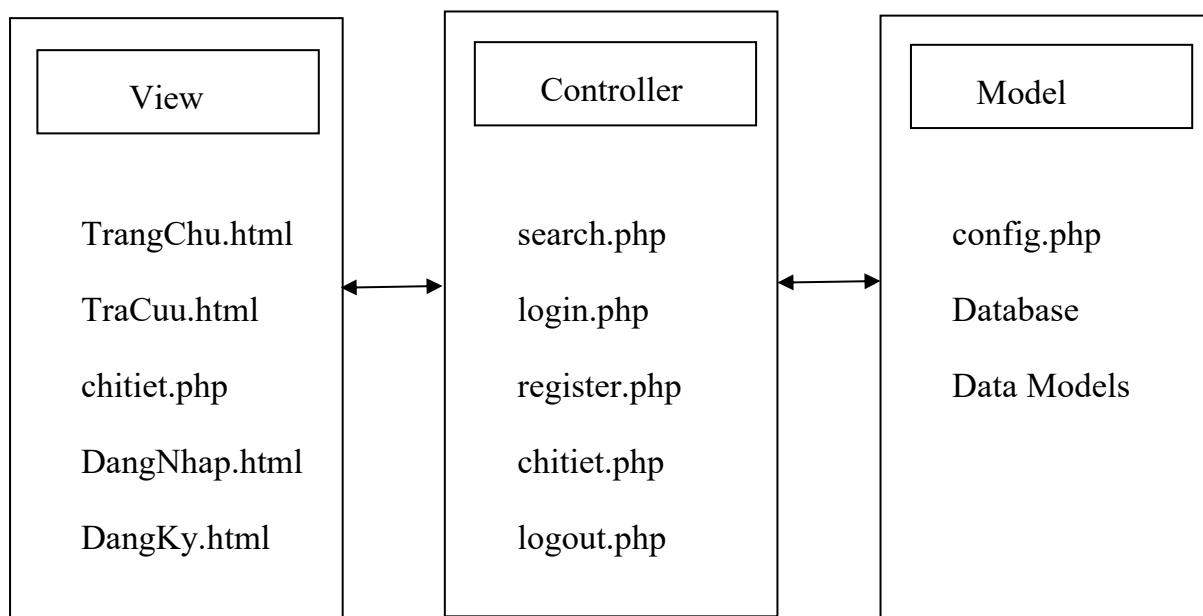 View
TrangChu.html
TraCuu.html
chitiet.php
DangNhap.html
DangKy.html
Controller
search.php
login.php
register.php
chitiet.php
logout.php
Model
config.php
Database
Data Models